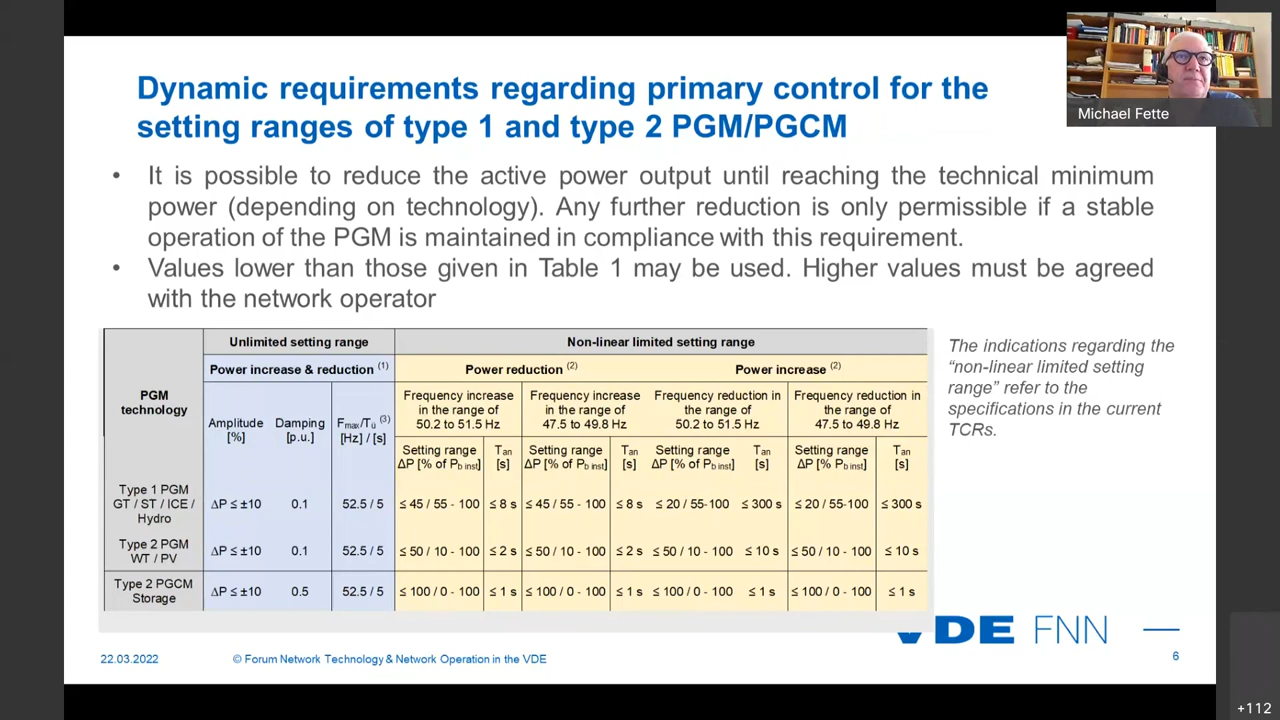 Michael Fette
Dynamic requirements regarding primary control for the
setting ranges of type 1 and type 2 PGM/PGCM
• It is possible to reduce the active power output until reaching the technical minimum
power (depending on technology). Any further reduction is only permissible if a stable
operation of the PGM is maintained in compliance with this requirement.
• Values lower than those given in Table 1 may be used. Higher values must be agreed
with the network operator
PGM
technology
Unlimited setting range
Non-linear limited setting range
Power increase & reduction (1)
Power reduction (2)
Power increase (2)
Amplitude
[%]
Damping
[p.u.]
Fmax/Tü (3)
[Hz] / [s]
Frequency increase
in the range of
50.2 to 51.5 Hz
Frequency increase
in the range of
47.5 to 49.8 Hz
Frequency reduction in
the range of
50.2 to 51.5 Hz
Frequency reduction in
the range of
47.5 to 49.8 Hz
Setting range
ΔP [% of Pb inst]
Tan
[s]
Setting range
ΔP [% of Pb inst]
Tan
[s]
Setting range
ΔP [% of Pb inst]
Tan
[s]
Setting range
ΔP [% Pb inst]
Tan
[s]
Type 1 PGM
GT / ST / ICE /
Hydro
ΔP ≤ ±10 0.1 52.5 / 5 ≤ 45 / 55 - 100 ≤ 8 s ≤ 45 / 55 - 100 ≤ 8 s ≤ 20 / 55-100 ≤ 300 s ≤ 20 / 55-100 ≤ 300 s
Type 2 PGM
WT / PV
ΔP ≤ ±10 0.1 52.5 / 5 ≤ 50 / 10 - 100 ≤ 2 s ≤ 50 / 10 - 100 ≤ 2 s ≤ 50 / 10 - 100 ≤ 10 s ≤ 50 / 10 - 100 ≤ 10 s
Type 2 PGCM
Storage
ΔP ≤ ±10 0.5 52.5 / 5 ≤ 100 / 0 - 100 ≤ 1 s ≤ 100 / 0 - 100 ≤ 1 s ≤ 100 / 0 - 100 ≤ 1 s ≤ 100 / 0 - 100 ≤ 1 s
The indications regarding the
“non-linear limited setting
range” refer to the
specifications in the current
TCRs.
VDE FNN
22.03.2022
© Forum Network Technology & Network Operation in the VDE
6
+112